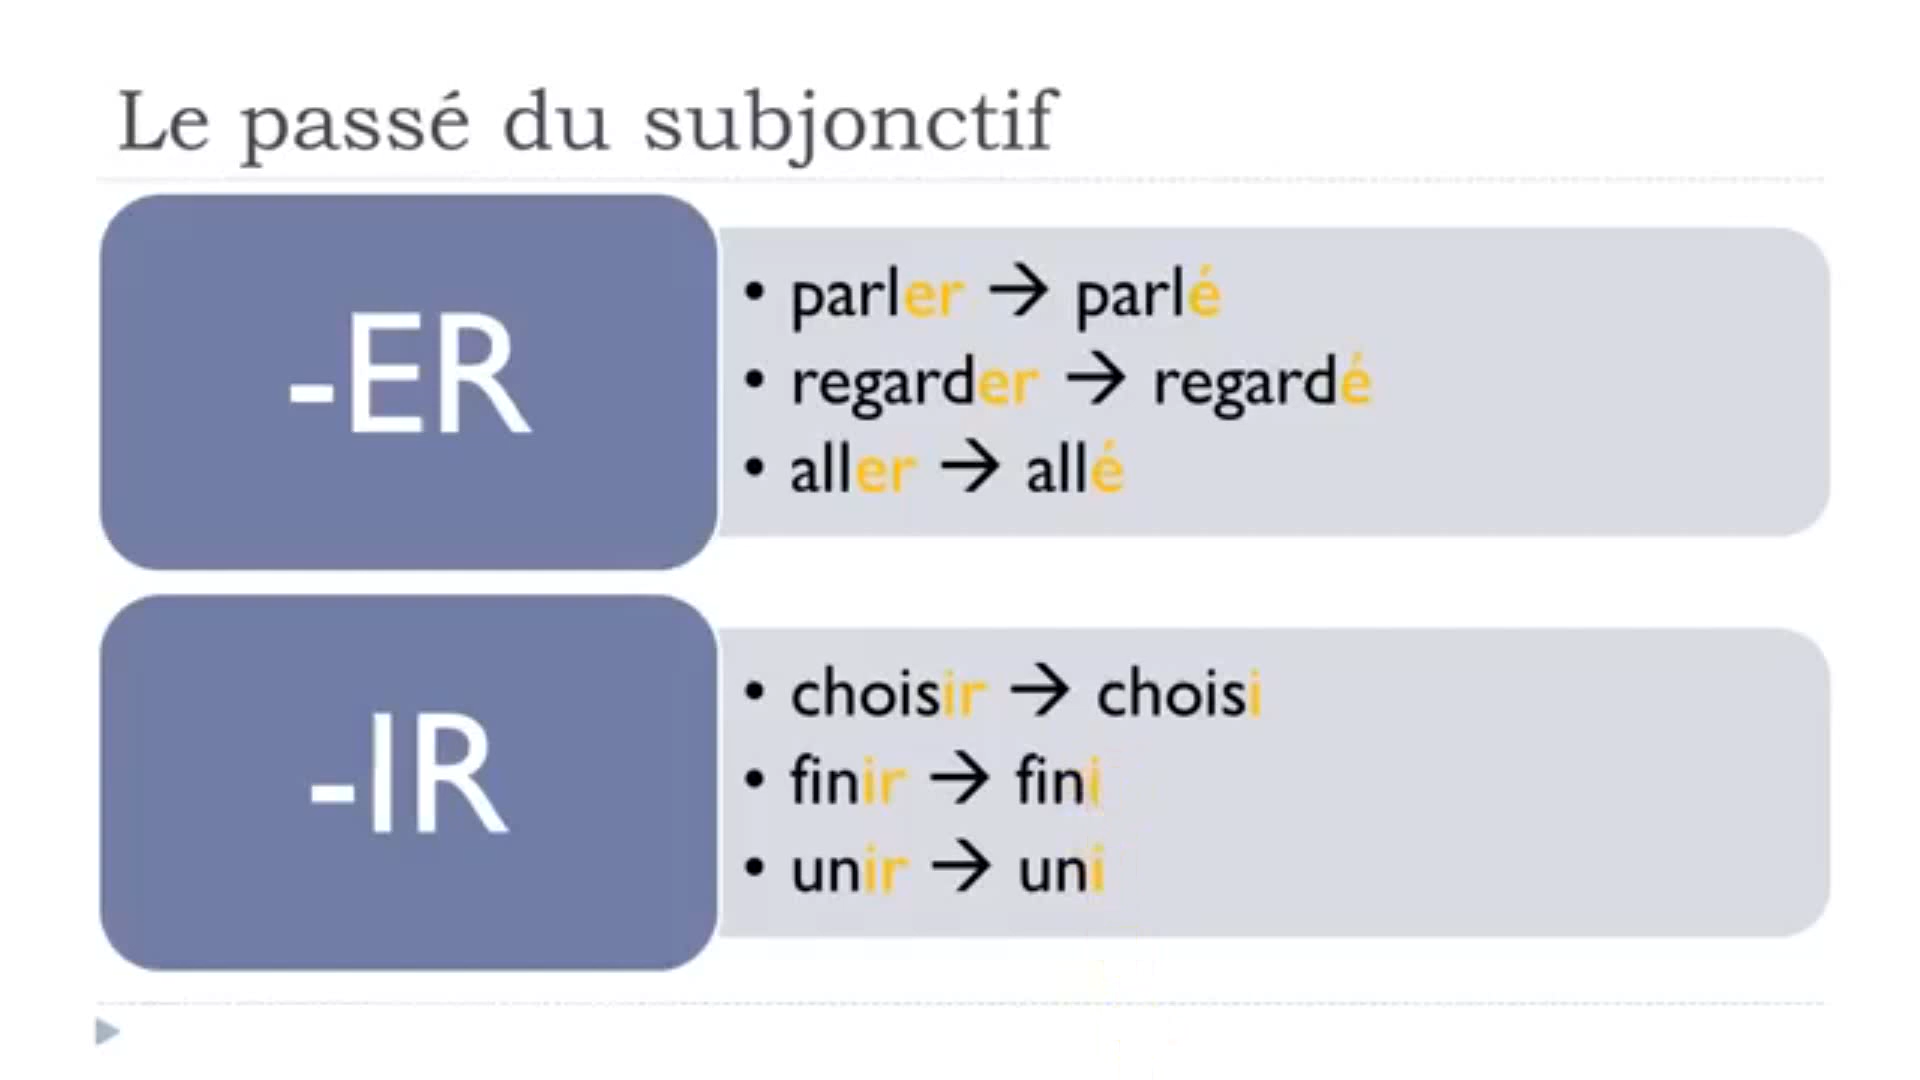 Le passé du subjonctif
-ER
• parler → parlé
• regarder → regardé
• aller → allé
-IR
• choisir → choisi
• finir → fini
• unir → uni